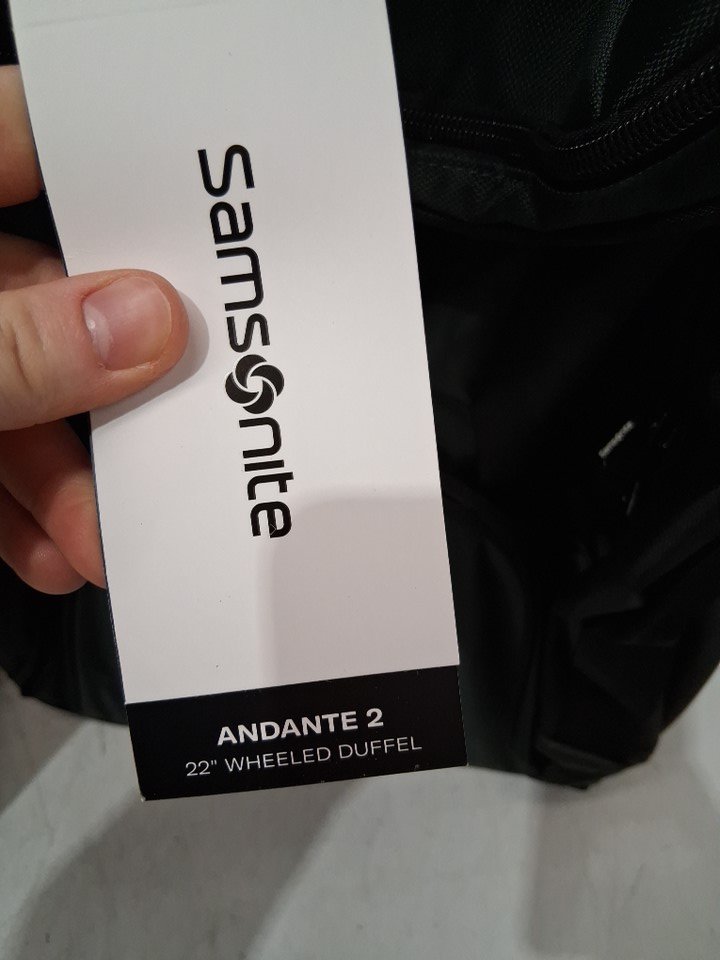 Samsonite
ANDANTE 2
22" WHEELED DUFFEL